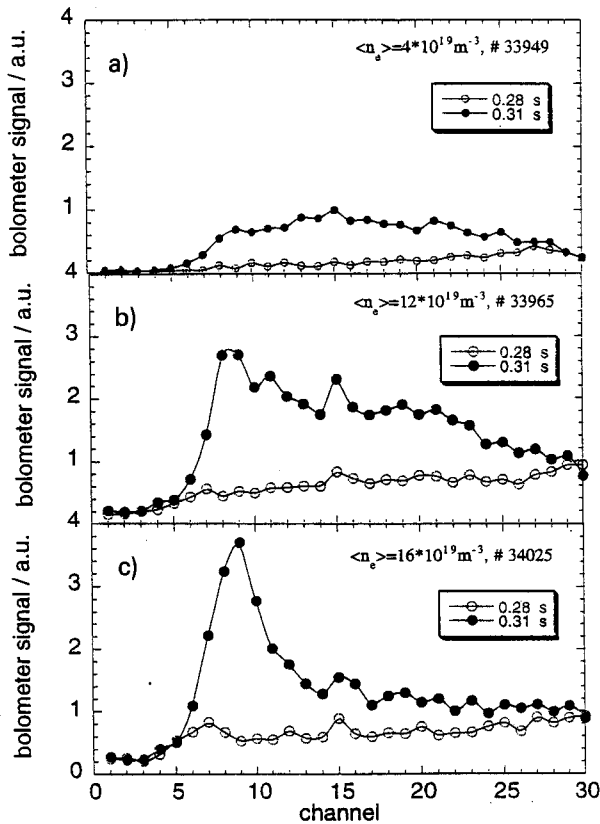 4
a)
<nₑ>=4*10¹⁹m⁻³, # 33949
3
0.28 s
0.31 s
2
1
bolometer signal / a.u.
4
b)
<nₑ>=12*10¹⁹m⁻³, # 33965
3
0.28 s
0.31 s
2
1
bolometer signal / a.u.
4
c)
<nₑ>=16*10¹⁹m⁻³, # 34025
3
0.28 s
0.31 s
2
1
bolometer signal / a.u.
0
0 5 10 15 20 25 30
channel